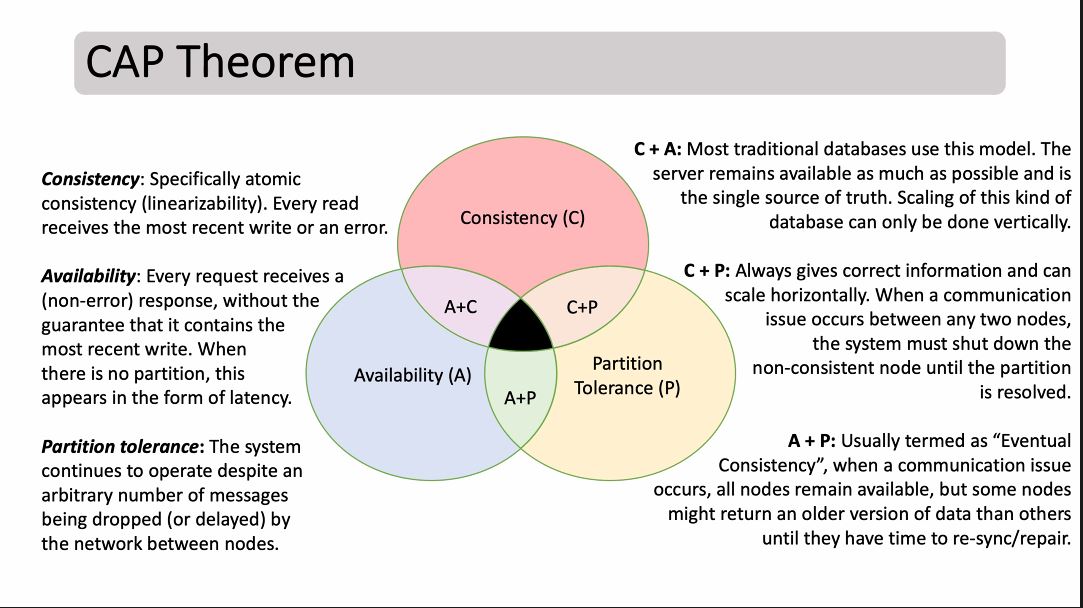 CAP Theorem
Consistency: Specifically atomic
consistency (linearizability). Every read
receives the most recent write or an error.
Availability: Every request receives a
(non-error) response, without the
guarantee that it contains the
most recent write. When
there is no partition, this
appears in the form of latency.
Partition tolerance: The system
continues to operate despite an
arbitrary number of messages
being dropped (or delayed) by
the network between nodes.
Consistency (C)
A+C
C+P
Availability (A)
Partition
Tolerance (P)
A+P
C + A: Most traditional databases use this model. The
server remains available as much as possible and is
the single source of truth. Scaling of this kind of
database can only be done vertically.
C + P: Always gives correct information and can
scale horizontally. When a communication
issue occurs between any two nodes,
the system must shut down the
non-consistent node until the partition
is resolved.
A + P: Usually termed as “Eventual
Consistency”, when a communication issue
occurs, all nodes remain available, but some nodes
might return an older version of data than others
until they have time to re-sync/repair.